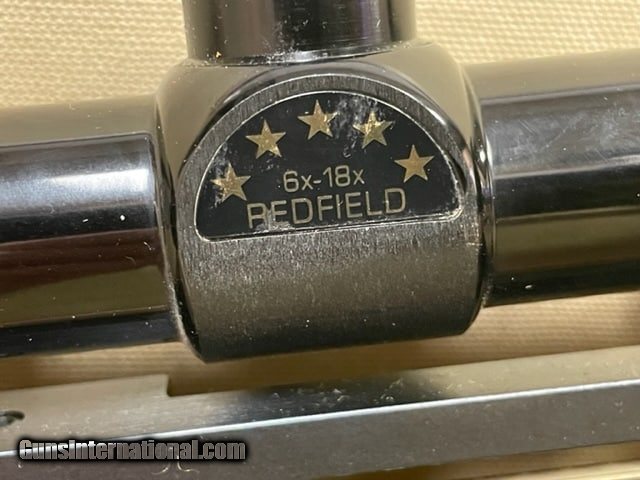 6x-18x
REDFIELD
GunsInternational.com